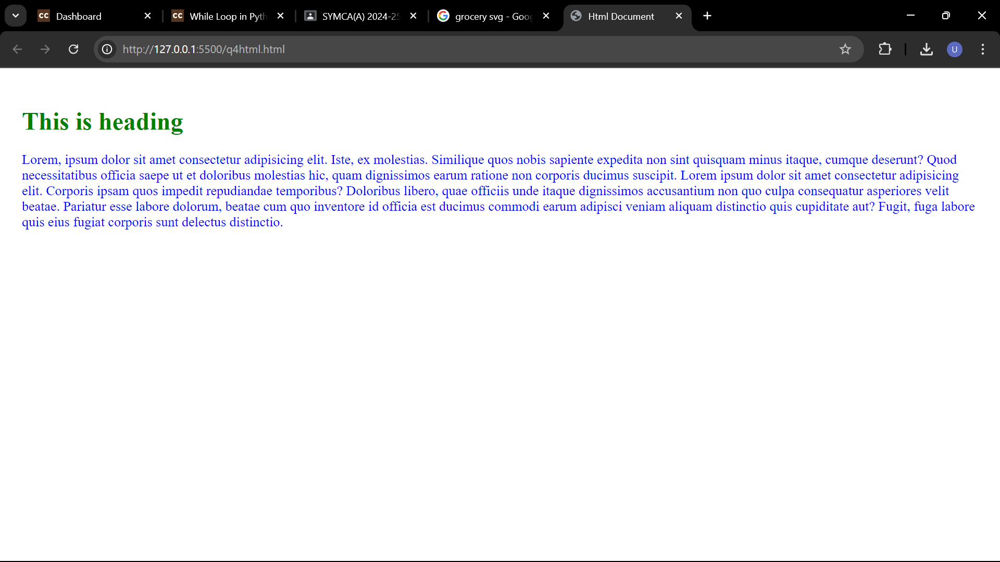 CC Dashboard
CC While Loop in Pyth
SYMCA(A) 2024-25
grocery svg - Goog
Html Document
http://127.0.0.1:5500/q4html.html
U
This is heading
Lorem, ipsum dolor sit amet consectetur adipisicing elit. Iste, ex molestias. Similique quos nobis sapiente expedita non sint quisquam minus itaque, cumque deserunt? Quod
necessitatibus officia saepe ut et doloribus molestias hic, quam dignissimos earum ratione non corporis ducimus suscipit. Lorem ipsum dolor sit amet consectetur adipisicing
elit. Corporis ipsam quos impedit repudiandae temporibus? Doloribus libero, quae officiis unde itaque dignissimos accusantium non quo culpa consequatur asperiores velit
beatae. Pariatur esse labore dolorum, beatae cum quo inventore id officia est ducimus commodi earum adipisci veniam aliquam distinctio quis cupiditate aut? Fugit, fuga labore
quis eius fugiat corporis sunt delectus distinctio.